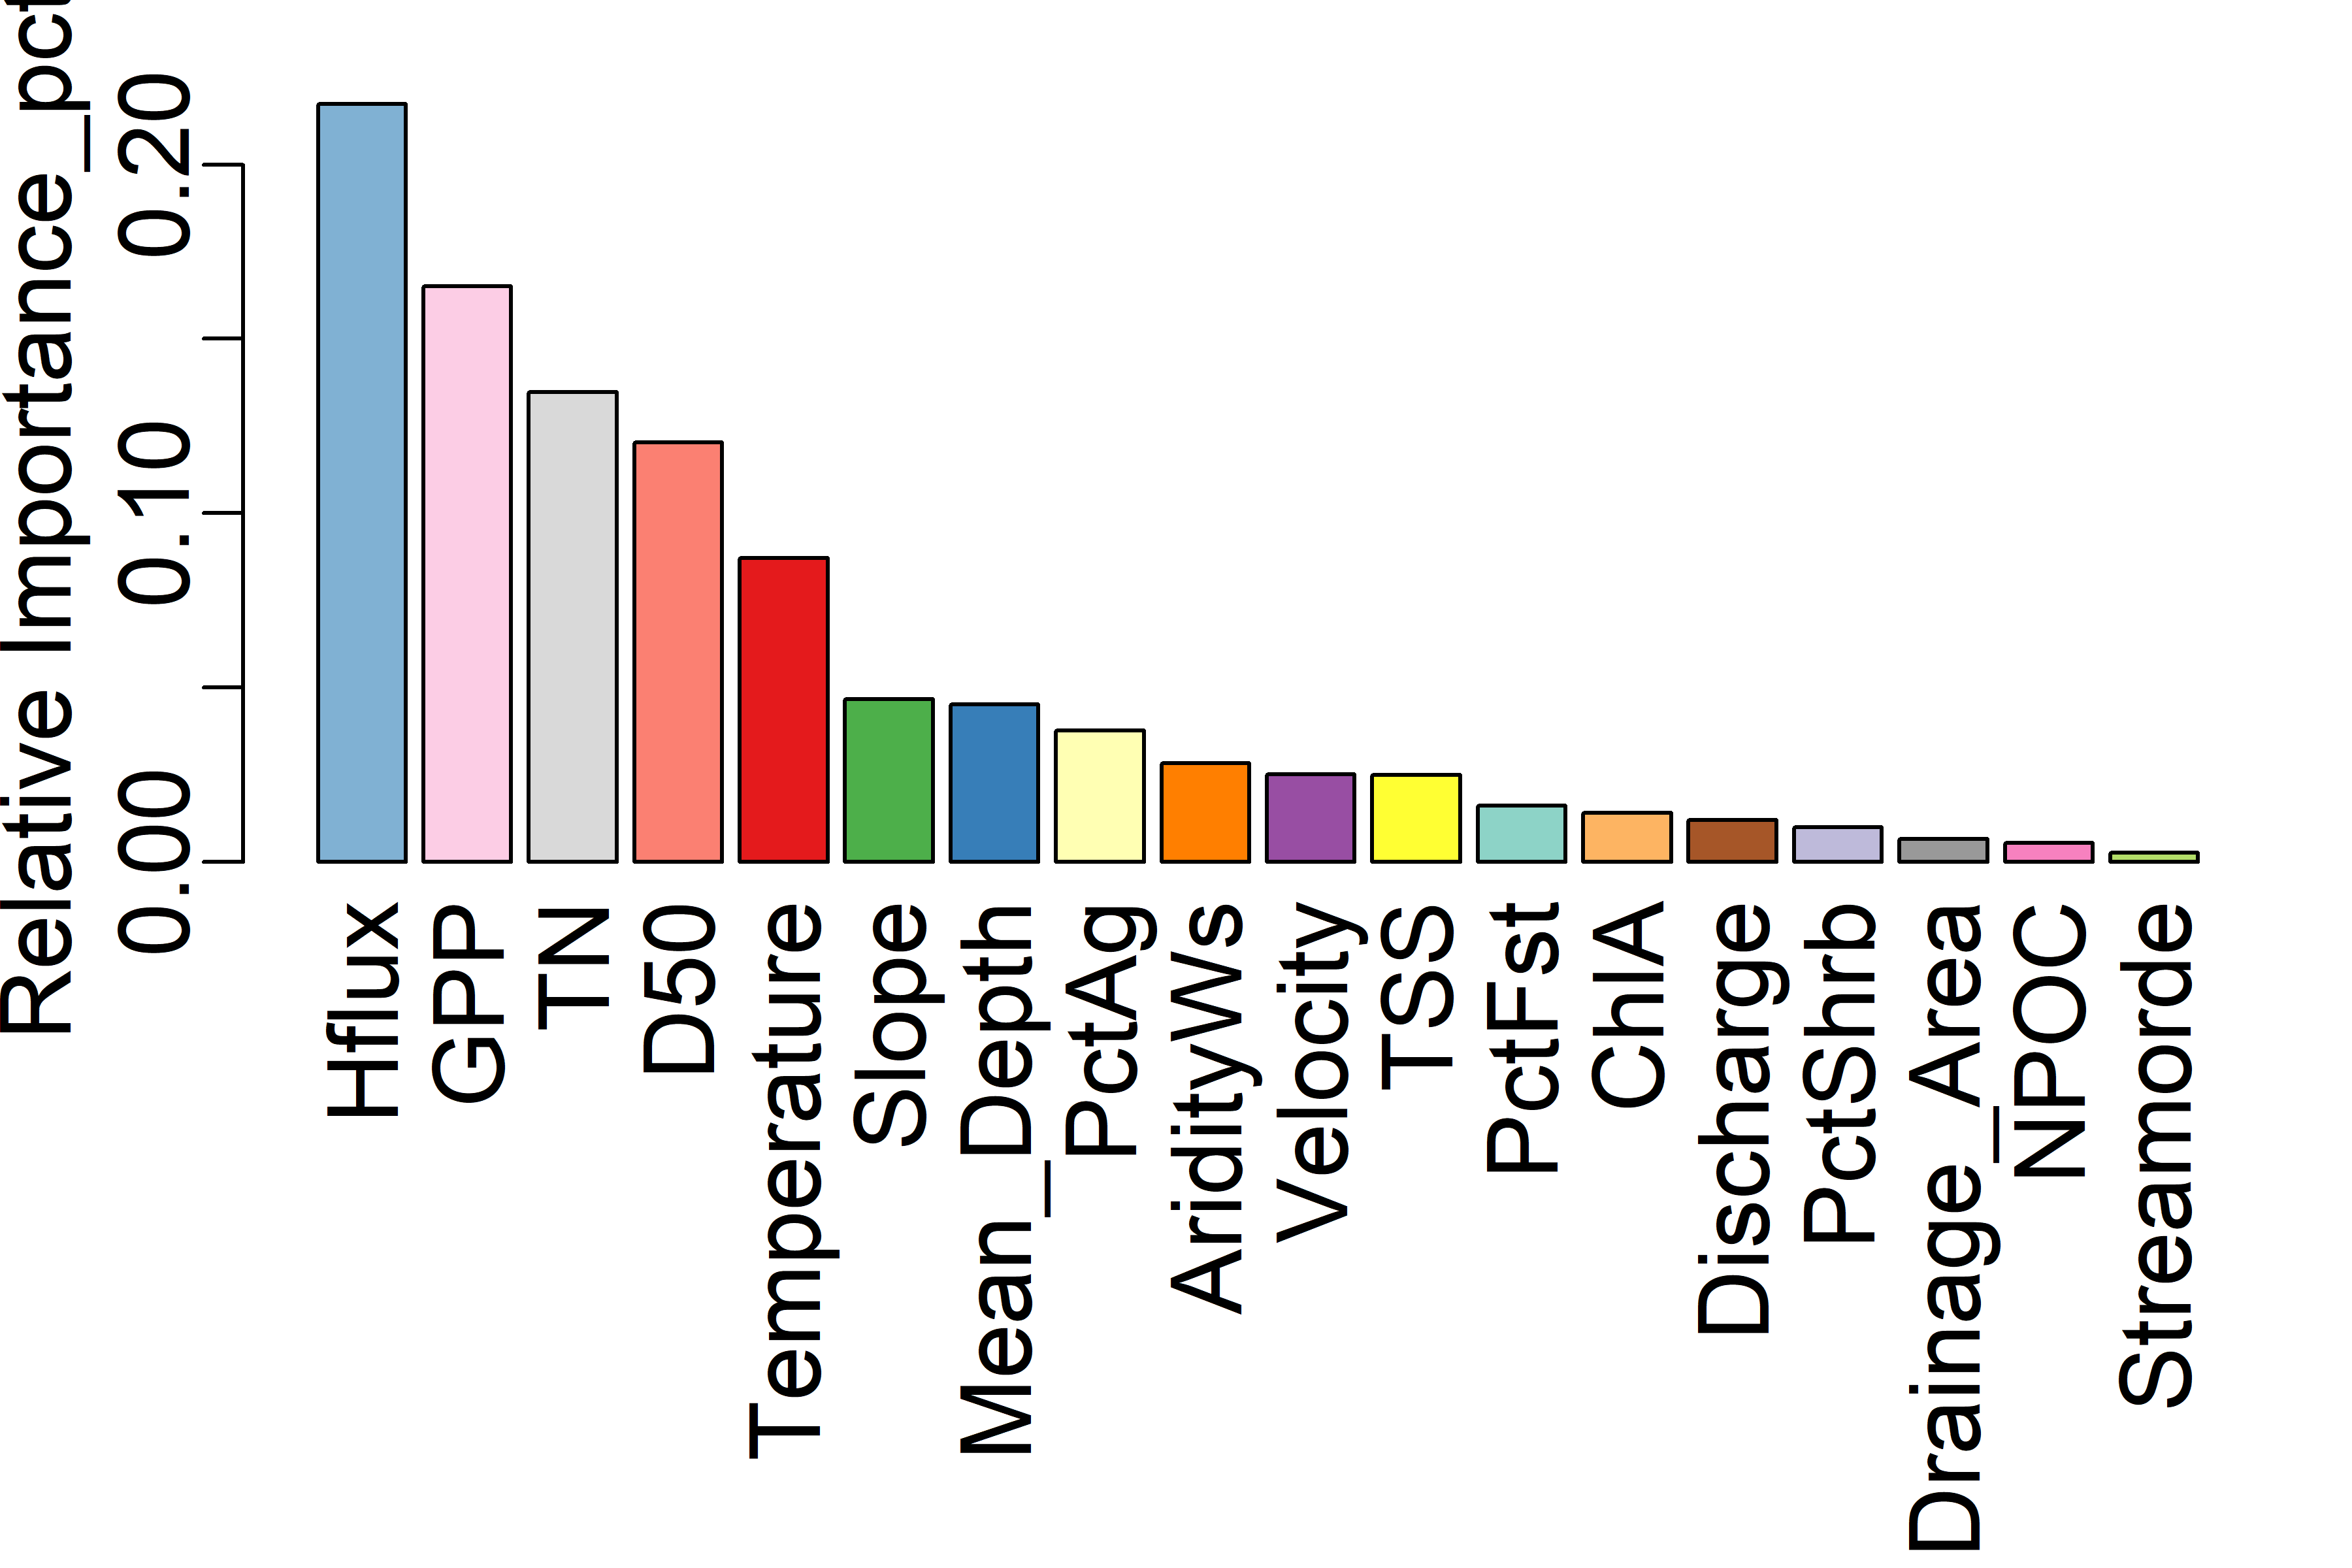 Relative Importance_pct
0.20
0.10
0.00
Hflux
GPP
TN
D50
Temperature
Slope
Mean_Depth
PctAg
AridityWs
Velocity
TSS
PctFst
ChlA
Discharge
PctShrb
Drainage_Area
NPOC
Streamorde